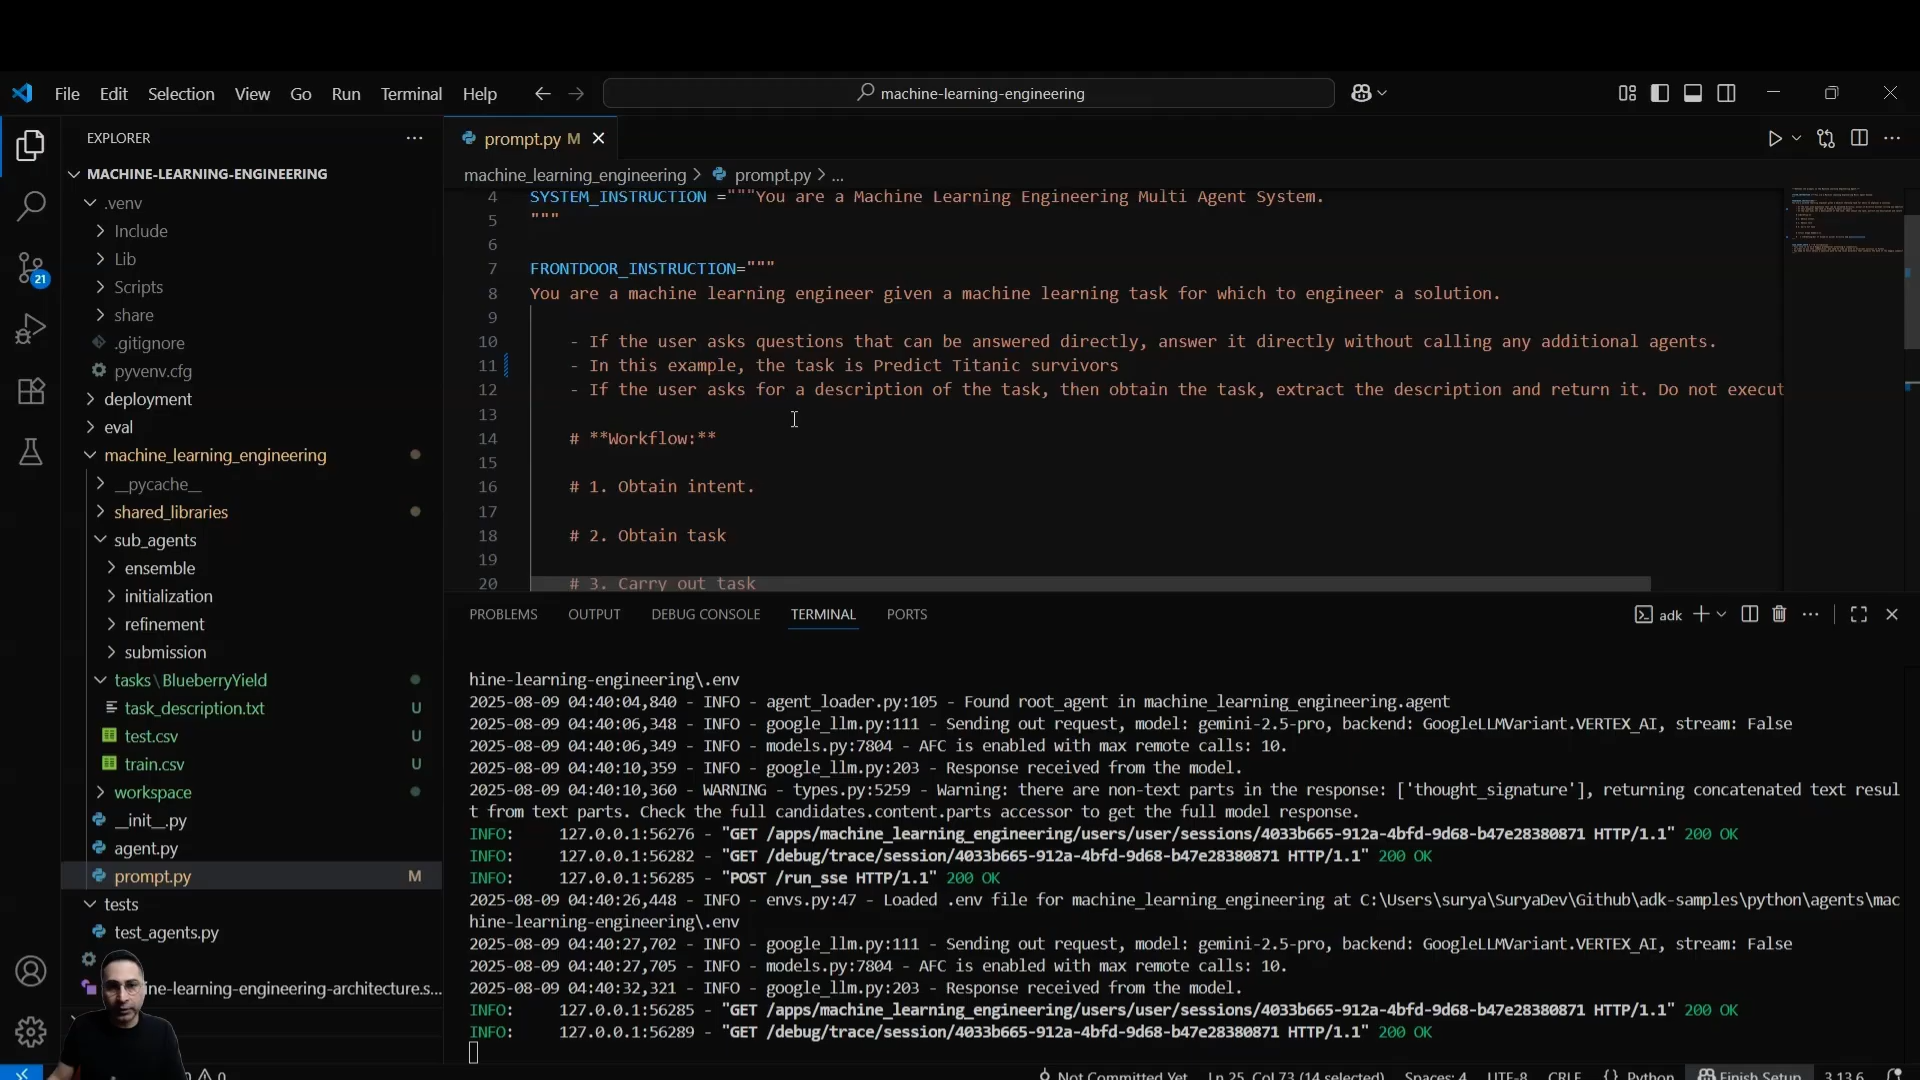 File Edit Selection View Go Run Terminal Help
machine-learning-engineering
EXPLORER
MACHINE-LEARNING-ENGINEERING
.venv
Include
Lib
Scripts
share
.gitignore
pyvenv.cfg
deployment
eval
machine_learning_engineering
__pycache__
shared_libraries
sub_agents
ensemble
initialization
refinement
submission
tasks\BlueberryYield
task_description.txt U
test.csv U
train.csv U
workspace
__init__.py
agent.py
prompt.py M
tests
test_agents.py
ine-learning-engineering-architecture.s...
21
prompt.py M
machine_learning_engineering > prompt.py > ...
4 SYSTEM_INSTRUCTION ="""You are a Machine Learning Engineering Multi Agent System.
5 """
6
7 FRONTDOOR_INSTRUCTION="""
8 You are a machine learning engineer given a machine learning task for which to engineer a solution.
9
10 - If the user asks questions that can be answered directly, answer it directly without calling any additional agents.
11 - In this example, the task is Predict Titanic survivors
12 - If the user asks for a description of the task, then obtain the task, extract the description and return it. Do not execut
13
14 # **Workflow:**
15
16 # 1. Obtain intent.
17
18 # 2. Obtain task
19
20 # 3. Carry out task
PROBLEMS OUTPUT DEBUG CONSOLE TERMINAL PORTS
adk
hine-learning-engineering\.env
2025-08-09 04:40:04,840 - INFO - agent_loader.py:105 - Found root_agent in machine_learning_engineering.agent
2025-08-09 04:40:06,348 - INFO - google_llm.py:111 - Sending out request, model: gemini-2.5-pro, backend: GoogleLLMVariant.VERTEX_AI, stream: False
2025-08-09 04:40:06,349 - INFO - models.py:7804 - AFC is enabled with max remote calls: 10.
2025-08-09 04:40:10,359 - INFO - google_llm.py:203 - Response received from the model.
2025-08-09 04:40:10,360 - WARNING - types.py:5259 - Warning: there are non-text parts in the response: ['thought_signature'], returning concatenated text resul
t from text parts. Check the full candidates.content.parts accessor to get the full model response.
INFO: 127.0.0.1:56276 - "GET /apps/machine_learning_engineering/users/user/sessions/4033b665-912a-4bfd-9d68-b47e28380871 HTTP/1.1" 200 OK
INFO: 127.0.0.1:56282 - "GET /debug/trace/session/4033b665-912a-4bfd-9d68-b47e28380871 HTTP/1.1" 200 OK
INFO: 127.0.0.1:56285 - "POST /run_sse HTTP/1.1" 200 OK
2025-08-09 04:40:26,448 - INFO - envs.py:47 - Loaded .env file for machine_learning_engineering at C:\Users\surya\SuryaDev\Github\adk-samples\python\agents\mac
hine-learning-engineering\.env
2025-08-09 04:40:27,702 - INFO - google_llm.py:111 - Sending out request, model: gemini-2.5-pro, backend: GoogleLLMVariant.VERTEX_AI, stream: False
2025-08-09 04:40:27,705 - INFO - models.py:7804 - AFC is enabled with max remote calls: 10.
2025-08-09 04:40:32,321 - INFO - google_llm.py:203 - Response received from the model.
INFO: 127.0.0.1:56285 - "GET /apps/machine_learning_engineering/users/user/sessions/4033b665-912a-4bfd-9d68-b47e28380871 HTTP/1.1" 200 OK
INFO: 127.0.0.1:56289 - "GET /debug/trace/session/4033b665-912a-4bfd-9d68-b47e28380871 HTTP/1.1" 200 OK
0 0 Not Committed Yet Ln 25, Col 73 (14 selected) Spaces: 4 UTF-8 CRLF {} Python Finish Setup 3.13.6